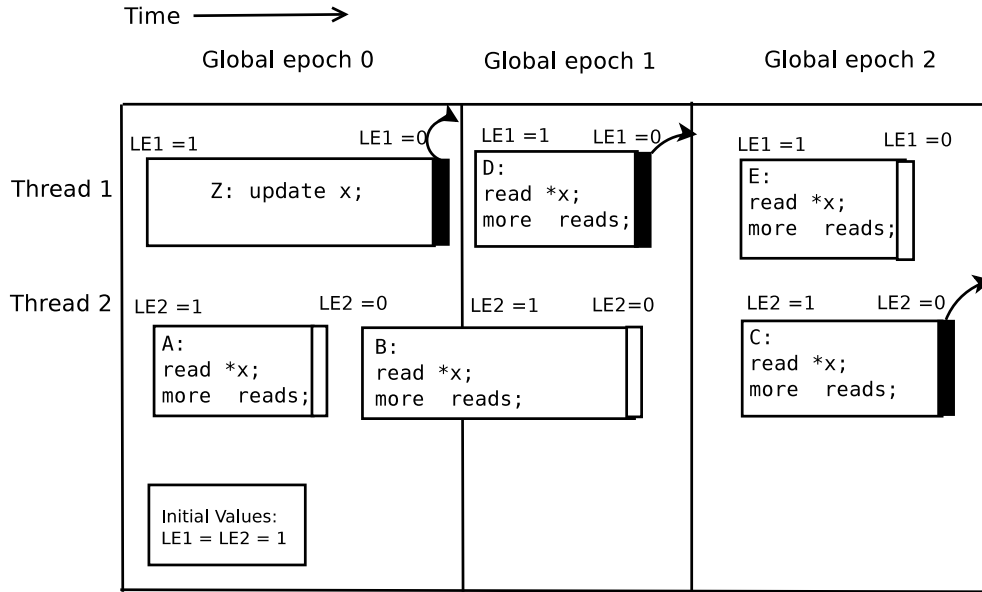 Time
Global epoch 0
Global epoch 1
Global epoch 2
LE1 =1
LE1 =0
LE1 =1
LE1 =0
LE1 =1
LE1 =0
Thread 1
Z: update x;
D:
read *x;
more reads;
E:
read *x;
more reads;
Thread 2
LE2 =1
LE2 =0
LE2 =1
LE2=0
LE2 =1
LE2 =0
A:
read *x;
more reads;
B:
read *x;
more reads;
C:
read *x;
more reads;
Initial Values:
LE1 = LE2 = 1